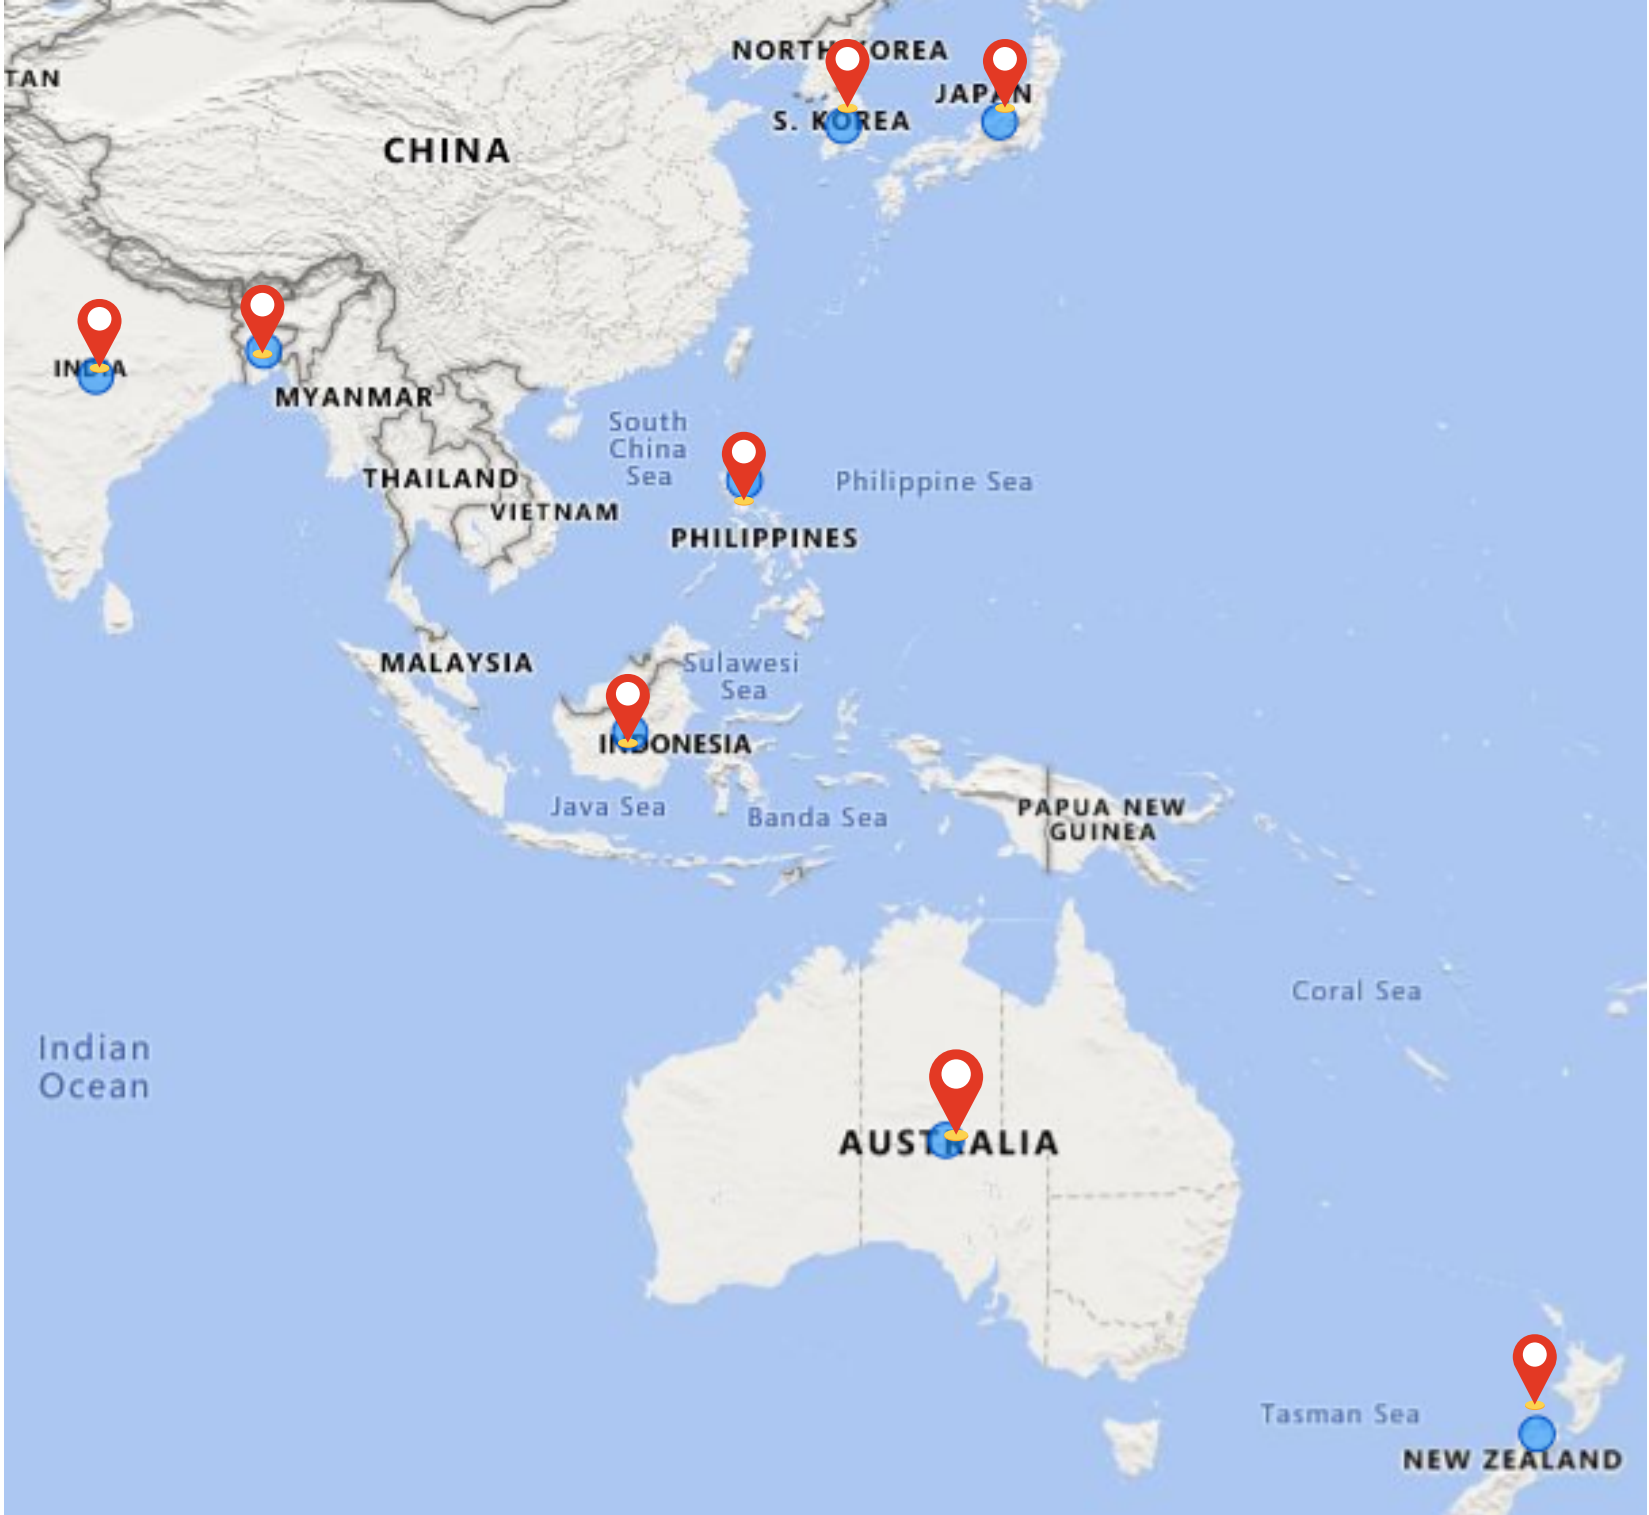 NORTH KOREA
TAN
JAPAN
S. KOREA
CHINA
INDIA
MYANMAR
South
China
Sea
THAILAND
Philippine Sea
VIETNAM
PHILIPPINES
MALAYSIA
Sulawesi
Sea
INDONESIA
Java Sea
Banda Sea
PAPUA NEW
GUINEA
Coral Sea
Indian
Ocean
AUSTRALIA
Tasman Sea
NEW ZEALAND